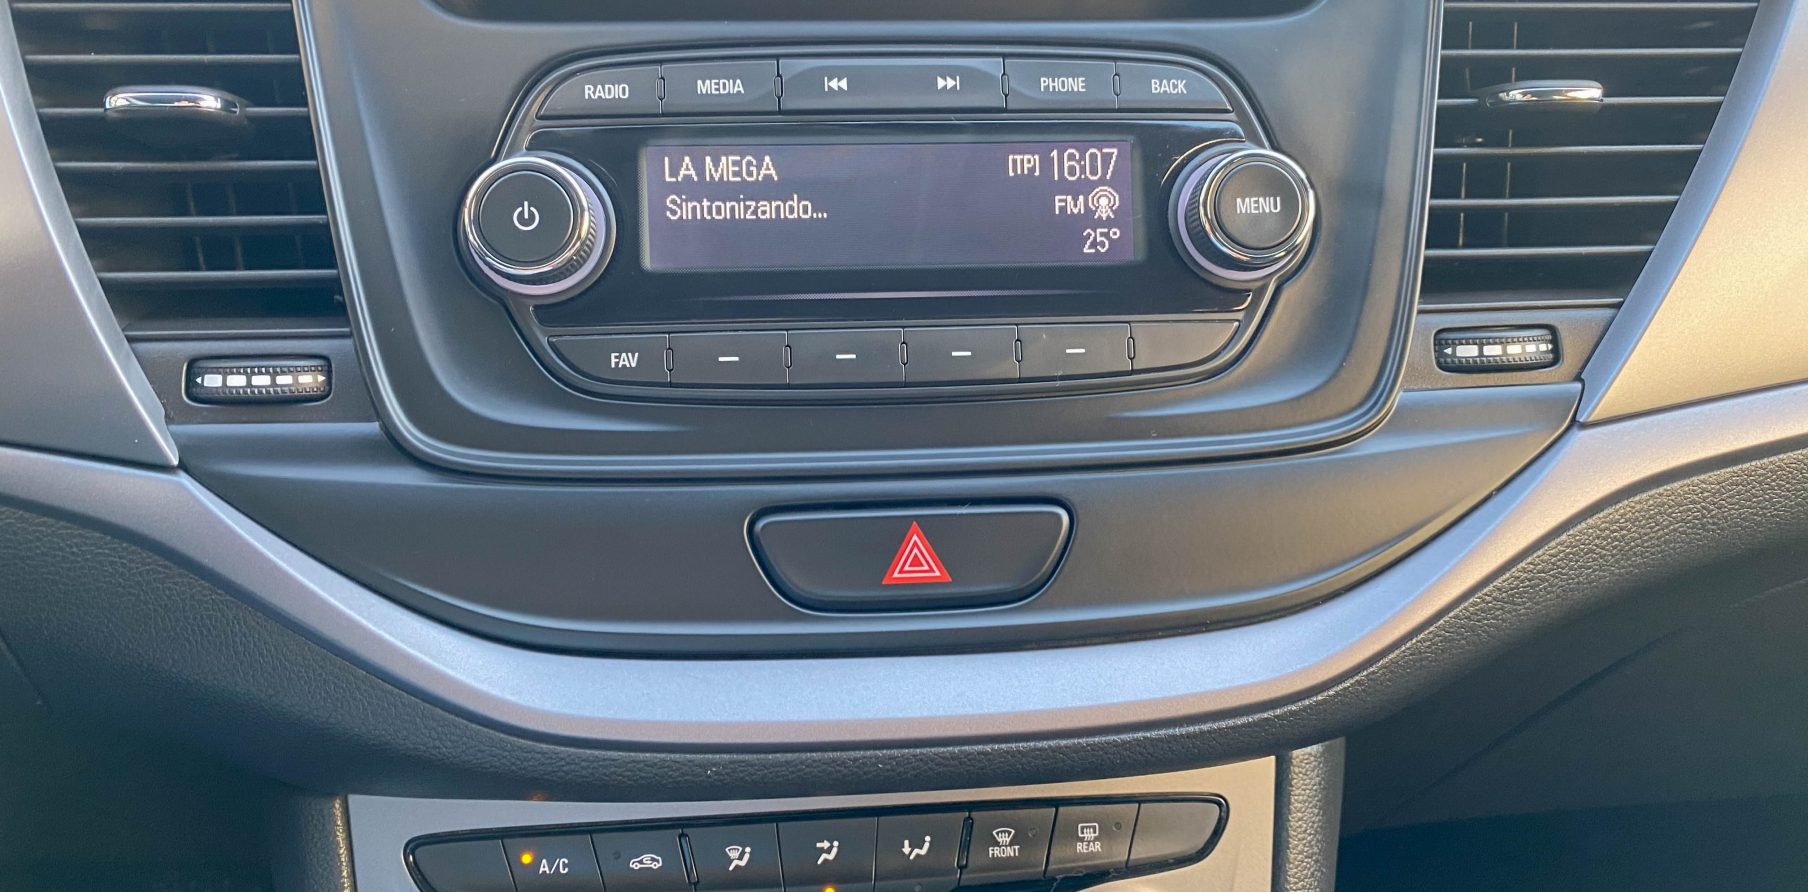 RADIO MEDIA PHONE BACK
LA MEGA [TP] 16:07
Sintonizando... FM
25°
MENU
FAV
A/C FRONT REAR